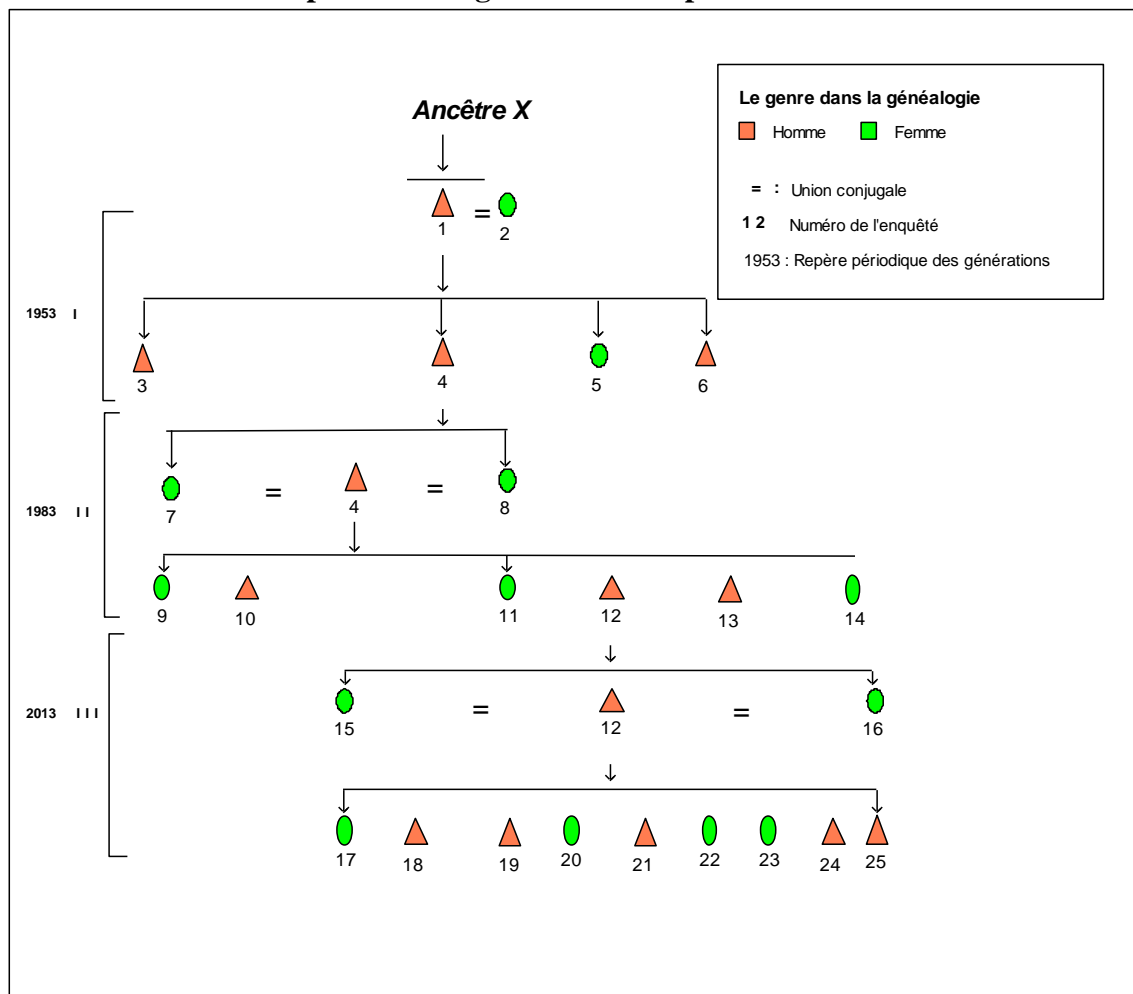 Ancêtre X
Le genre dans la généalogie
Homme Femme
= : Union conjugale
1 2 Numéro de l'enquêté
1953 : Repère périodique des générations
1 = 2
1953 I
3 4 5 6
1983 II
7 = 4 = 8
9 10 11 12 13 14
2013 III
15 = 12 = 16
17 18 19 20 21 22 23 24 25